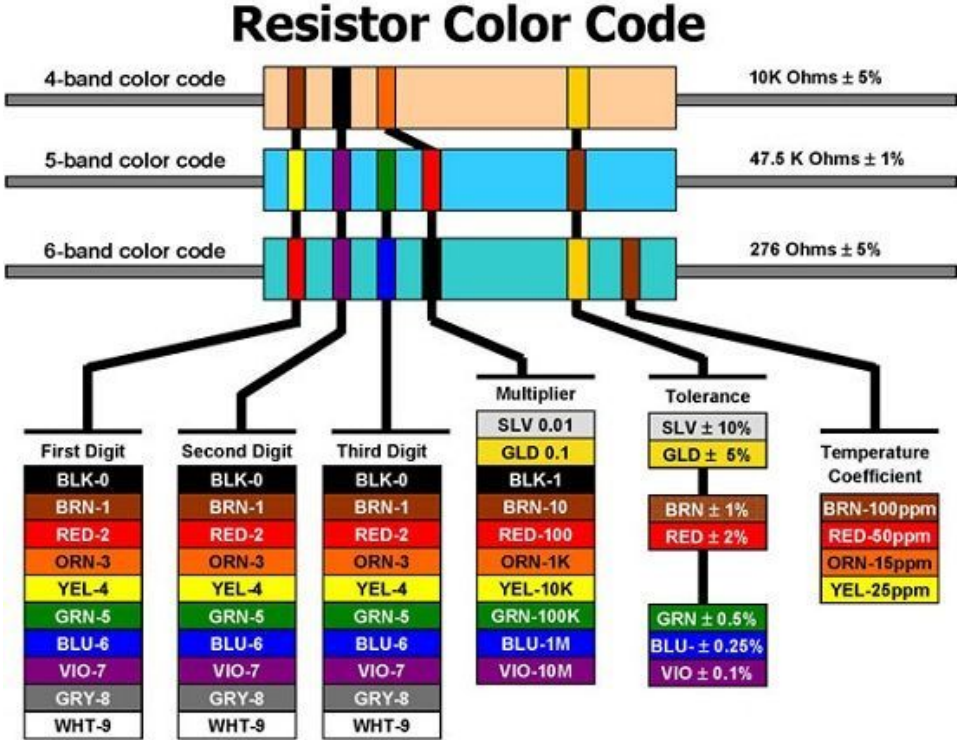 Resistor Color Code
4-band color code
10K Ohms ± 5%
5-band color code
47.5 K Ohms ± 1%
6-band color code
276 Ohms ± 5%
First Digit
BLK-0
BRN-1
RED-2
ORN-3
YEL-4
GRN-5
BLU-6
VIO-7
GRY-8
WHT-9
Second Digit
BLK-0
BRN-1
RED-2
ORN-3
YEL-4
GRN-5
BLU-6
VIO-7
GRY-8
WHT-9
Third Digit
BLK-0
BRN-1
RED-2
ORN-3
YEL-4
GRN-5
BLU-6
VIO-7
GRY-8
WHT-9
Multiplier
SLV 0.01
GLD 0.1
BLK-1
BRN-10
RED-100
ORN-1K
YEL-10K
GRN-100K
BLU-1M
VIO-10M
Tolerance
SLV ± 10%
GLD ± 5%
BRN ± 1%
RED ± 2%
GRN ± 0.5%
BLU- ± 0.25%
VIO ± 0.1%
Temperature
Coefficient
BRN-100ppm
RED-50ppm
ORN-15ppm
YEL-25ppm